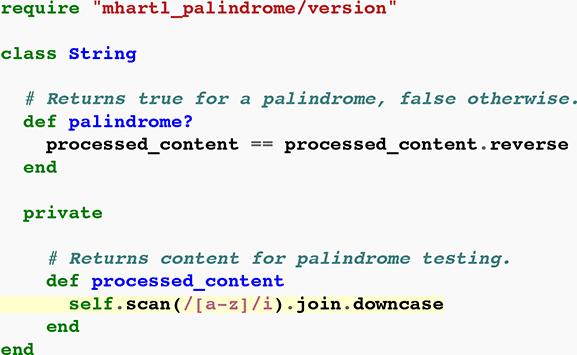 require "mhartl_palindrome/version"
class String
# Returns true for a palindrome, false otherwise.
def palindrome?
processed_content == processed_content.reverse
end
private
# Returns content for palindrome testing.
def processed_content
self.scan(/[a-z]/i).join.downcase
end
end